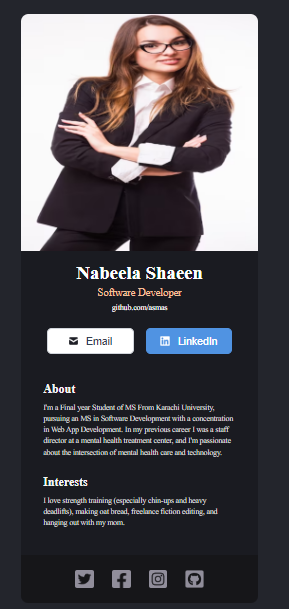 Nabeela Shaeen
Software Developer
github.com/asmas
Email
LinkedIn
About
I'm a Final year Student of MS From Karachi University,
pursuing an MS in Software Development with a concentration
in Web App Development. In my previous career I was a staff
director at a mental health treatment center, and I'm passionate
about the intersection of mental health care and technology.
Interests
I love strength training (especially chin-ups and heavy
deadlifts), making oat bread, freelance fiction editing, and
hanging out with my mom.